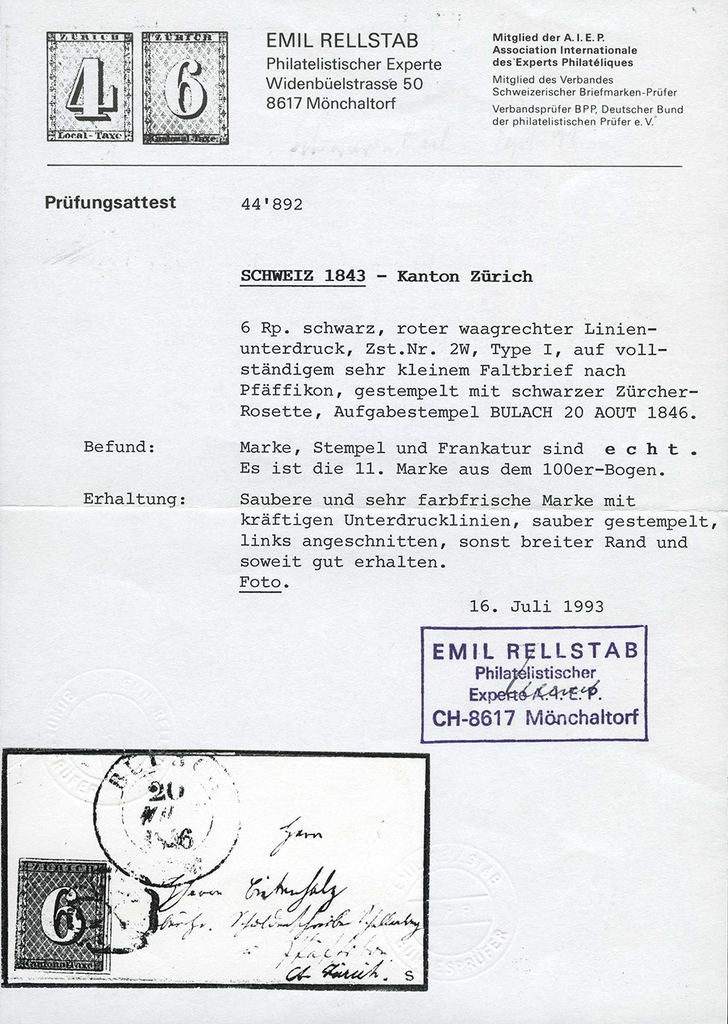 ZÜRICH
4
Local-Taxe
ZÜRICH
6
Cantonal-Taxe
EMIL RELLSTAB
Philatelistischer Experte
Widenbüelstrasse 50
8617 Mönchaltorf
Mitglied der A.I.E.P.
Association Internationale
des Experts Philatéliques
Mitglied des Verbandes
Schweizerischer Briefmarken-Prüfer
Verbandsprüfer BPP, Deutscher Bund
der philatelistischen Prüfer e.V.
Prüfungsattest 44'892
SCHWEIZ 1843 - Kanton Zürich
6 Rp. schwarz, roter waagrechter Linien-
unterdruck, Zst.Nr. 2W, Type I, auf voll-
ständigem sehr kleinem Faltbrief nach
Pfäffikon, gestempelt mit schwarzer Zürcher-
Rosette, Aufgabestempel BULACH 20 AOUT 1846.
Befund: Marke, Stempel und Frankatur sind e c h t .
Es ist die 11. Marke aus dem 100er-Bogen.
Erhaltung: Saubere und sehr farbfrische Marke mit
kräftigen Unterdrucklinien, sauber gestempelt,
links angeschnitten, sonst breiter Rand und
soweit gut erhalten.
Foto.
16. Juli 1993
EMIL RELLSTAB
Philatelistischer
Experte A.I.E.P.
CH-8617 Mönchaltorf
20
Herrn
ZÜRICH
6
Cantonal-Taxe
Herrn
Ct. Zürich.
S